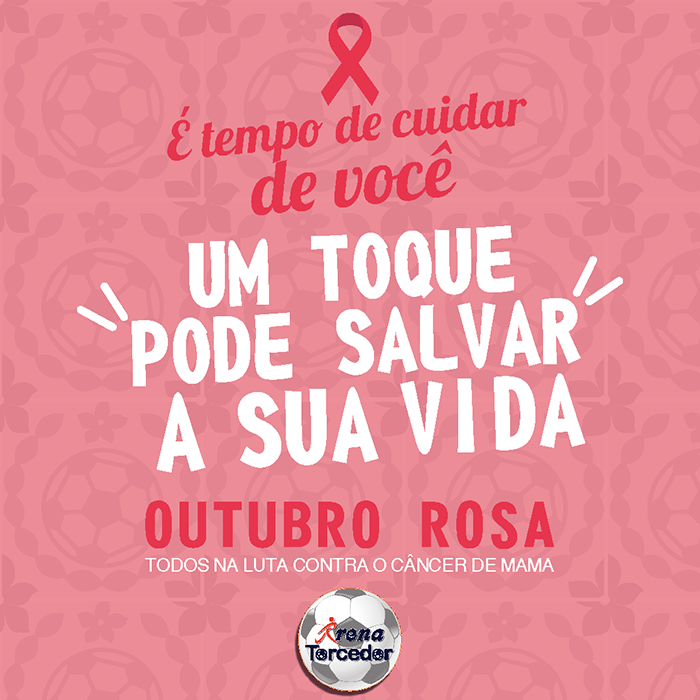 É tempo de cuidar
de você
UM TOQUE
PODE SALVAR
A SUA VIDA
OUTUBRO ROSA
TODOS NA LUTA CONTRA O CÂNCER DE MAMA
Arena
Torcedor